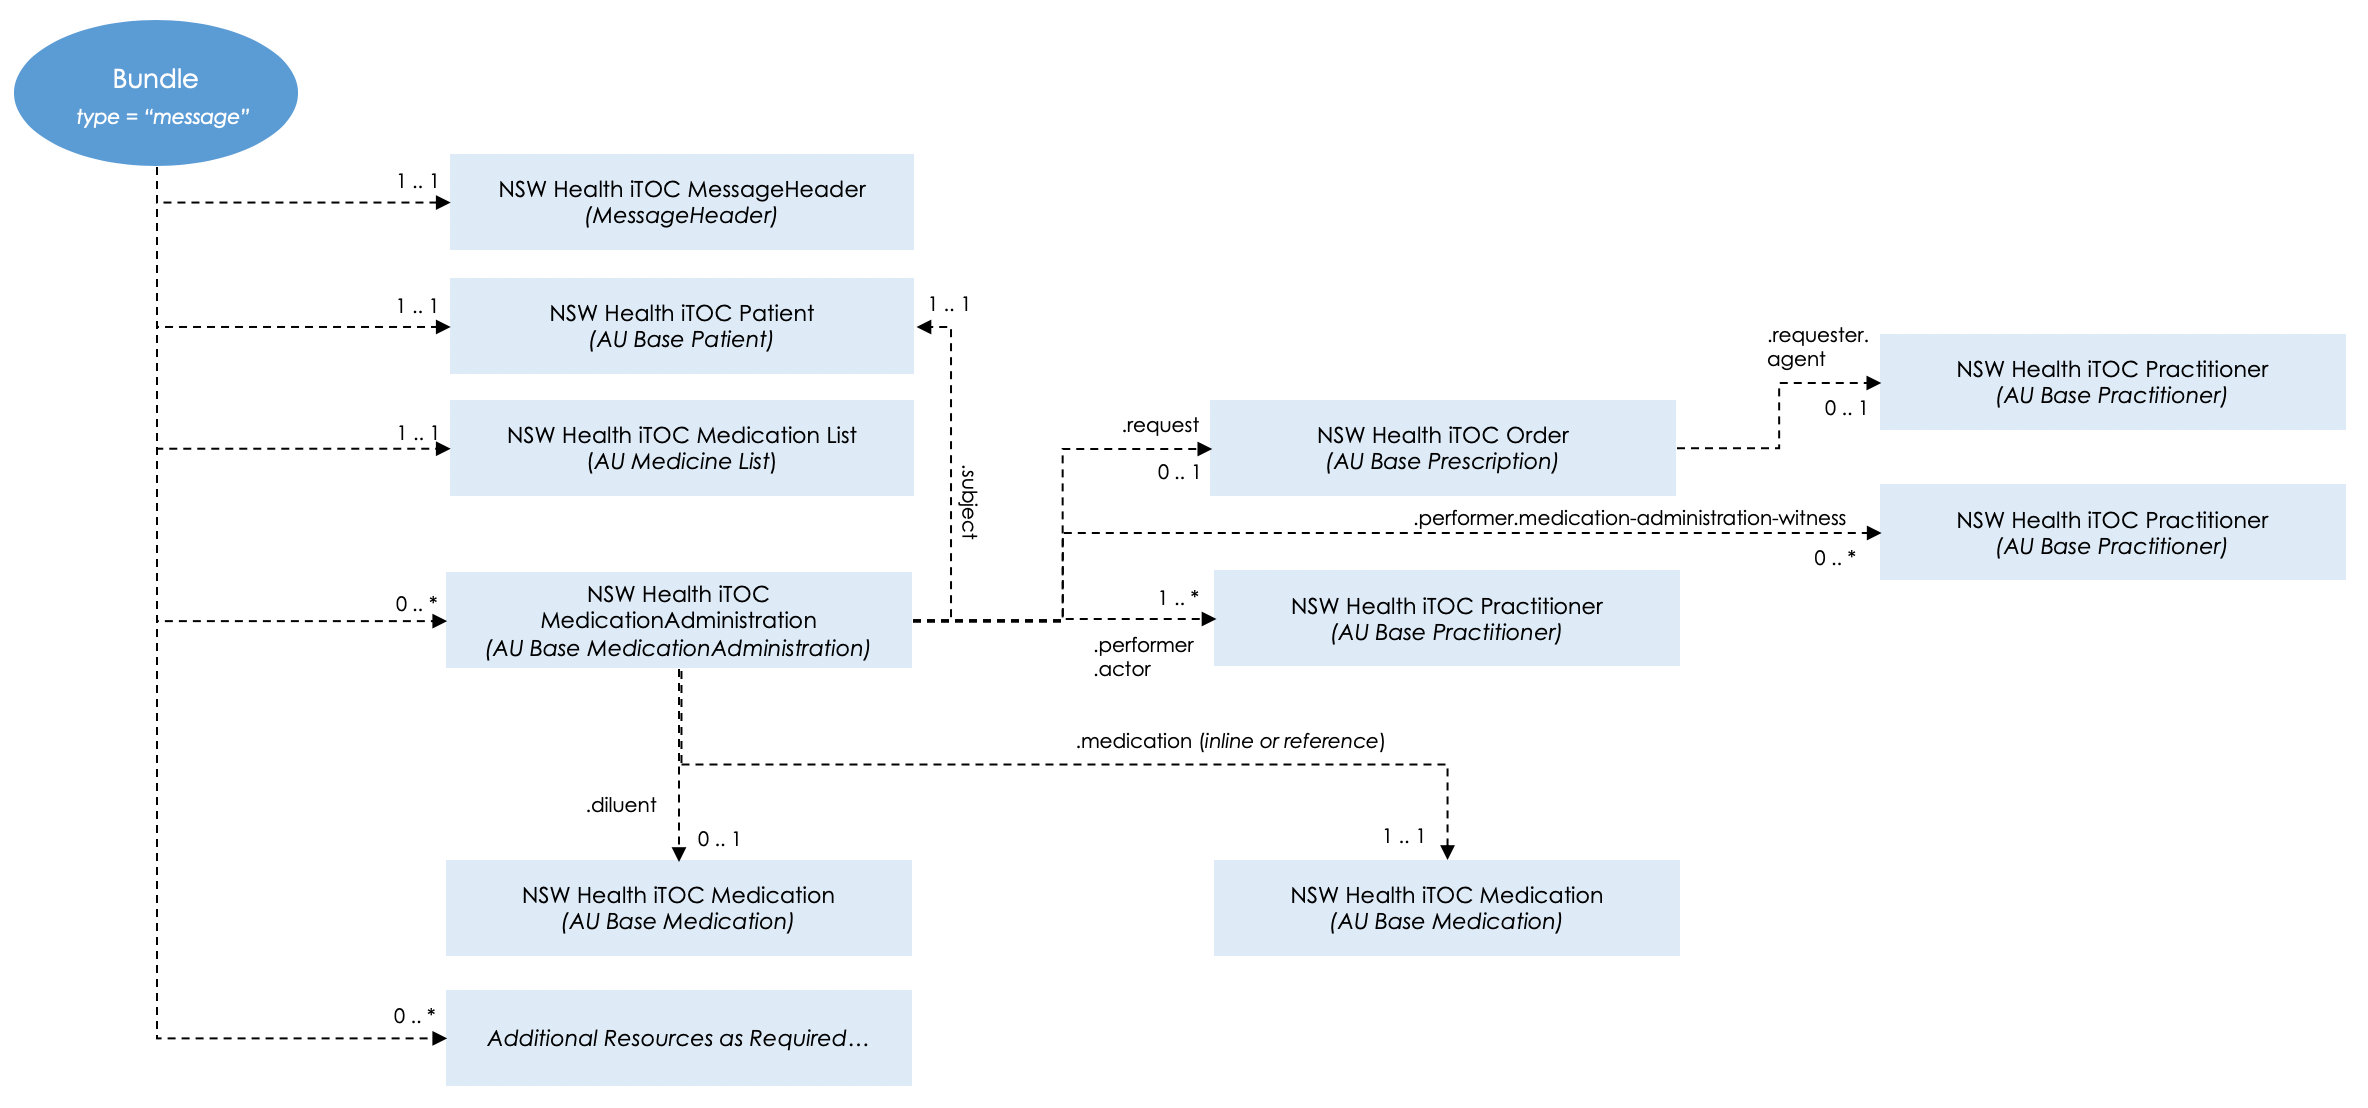 Bundle
type = “message”
1 .. 1
NSW Health iTOC MessageHeader
(MessageHeader)
1 .. 1
NSW Health iTOC Patient
(AU Base Patient)
1 .. 1
1 .. 1
NSW Health iTOC Medication List
(AU Medicine List)
.subject
.request
0 .. 1
NSW Health iTOC Order
(AU Base Prescription)
.requester.
agent
0 .. 1
NSW Health iTOC Practitioner
(AU Base Practitioner)
.performer.medication-administration-witness
0 .. *
NSW Health iTOC Practitioner
(AU Base Practitioner)
0 .. *
NSW Health iTOC
MedicationAdministration
(AU Base MedicationAdministration)
1 .. *
.performer
.actor
NSW Health iTOC Practitioner
(AU Base Practitioner)
.medication (inline or reference)
.diluent
0 .. 1
1 .. 1
NSW Health iTOC Medication
(AU Base Medication)
NSW Health iTOC Medication
(AU Base Medication)
0 .. *
Additional Resources as Required…